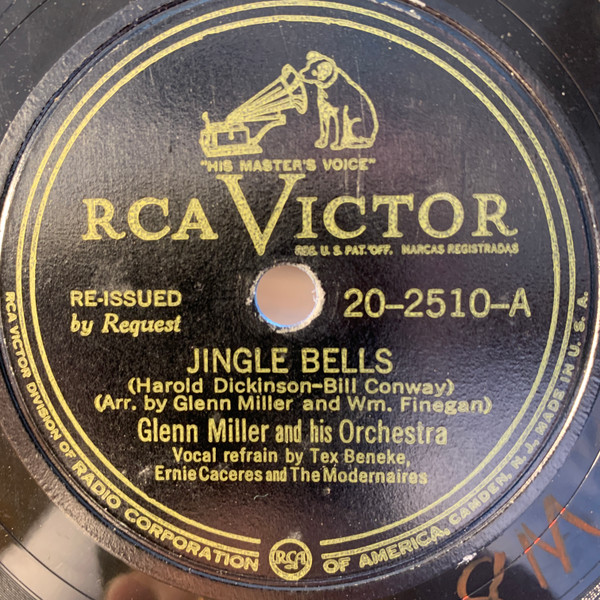 "HIS MASTER'S VOICE"
RCA VICTOR
REG. U.S. PAT. OFF. MARCAS REGISTRADAS
RE-ISSUED
by Request
20-2510-A
JINGLE BELLS
(Harold Dickinson-Bill Conway)
(Arr. by Glenn Miller and Wm. Finegan)
Glenn Miller and his Orchestra
Vocal refrain by Tex Beneke,
Ernie Caceres and The Modernaires
RCA VICTOR DIVISION OF RADIO CORPORATION OF AMERICA, CAMDEN, N. J. MADE IN U. S. A.
RCA